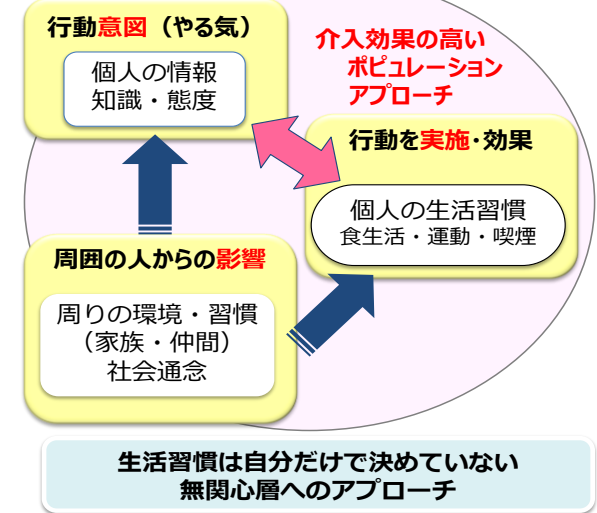 行動意図（やる気）
個人の情報
知識・態度
介入効果の高い
ポピュレーション
アプローチ
行動を実施・効果
個人の生活習慣
食生活・運動・喫煙
周囲の人からの影響
周りの環境・習慣
（家族・仲間）
社会通念
生活習慣は自分だけで決めていない
無関心層へのアプローチ